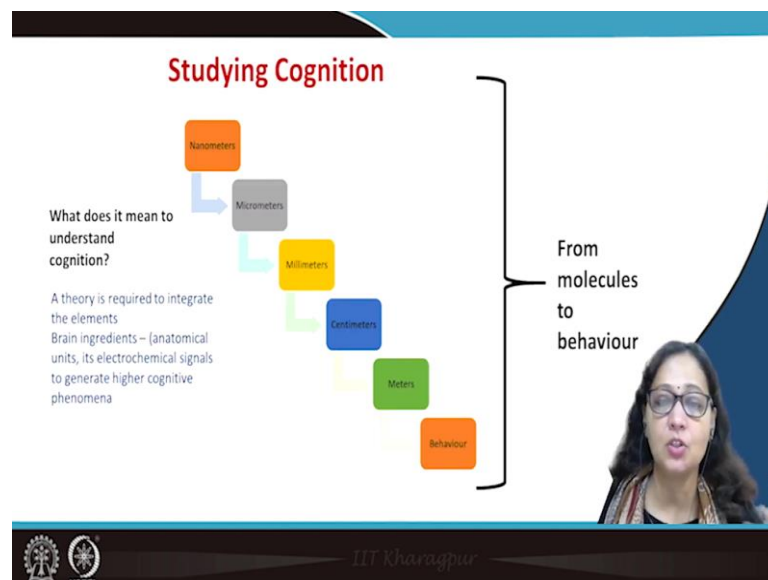 Studying Cognition
Nanometers
Micrometers
Millimeters
Centimeters
Meters
Behaviour
What does it mean to
understand
cognition?
A theory is required to integrate
the elements
Brain ingredients – (anatomical
units, its electrochemical signals
to generate higher cognitive
phenomena
From
molecules
to
behaviour
IIT Kharagpur